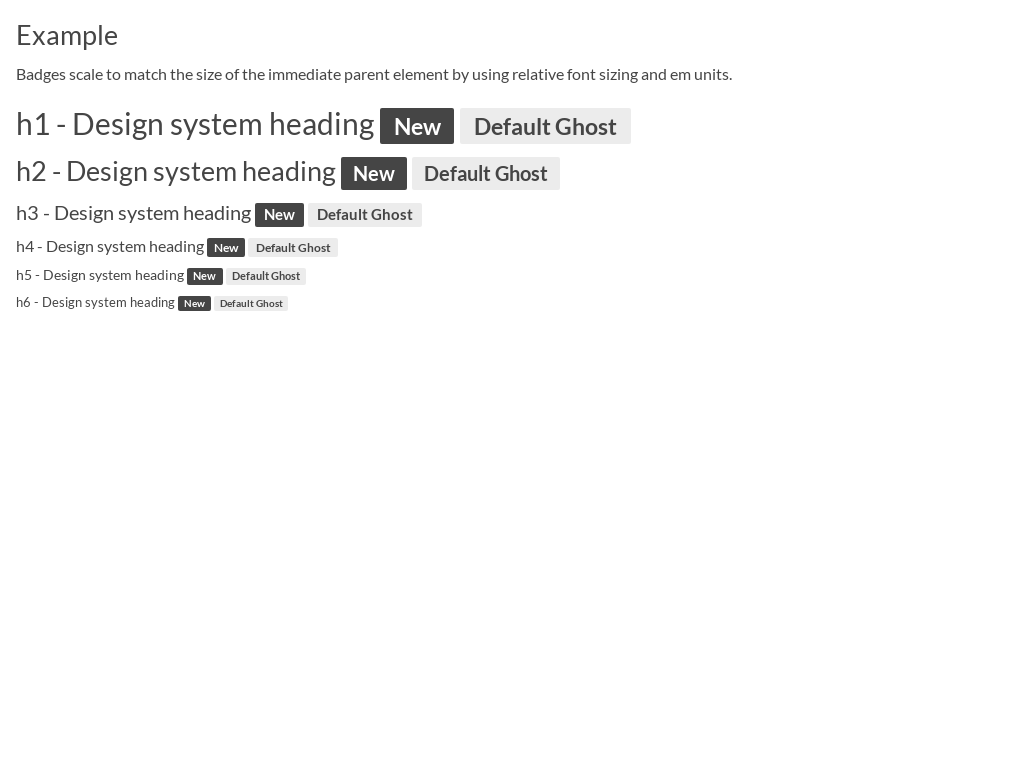 Example
Badges scale to match the size of the immediate parent element by using relative font sizing and em units.
h1 - Design system heading New Default Ghost
h2 - Design system heading New Default Ghost
h3 - Design system heading New Default Ghost
h4 - Design system heading New Default Ghost
h5 - Design system heading New Default Ghost
h6 - Design system heading New Default Ghost